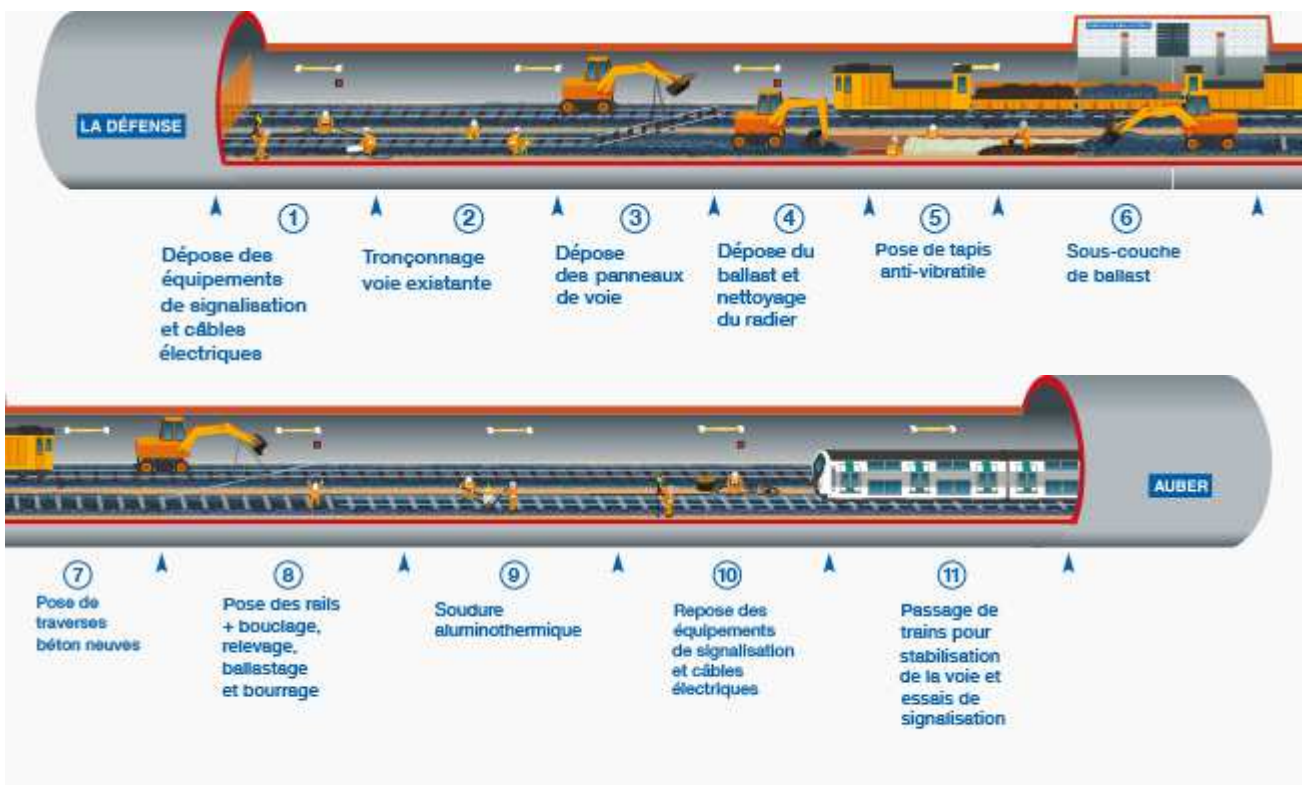 LA DÉFENSE
1
Dépose des
équipements
de signalisation
et câbles
électriques
2
Tronçonnage
voie existante
3
Dépose
des panneaux
de voie
4
Dépose du
ballast et
nettoyage
du radier
5
Pose de tapis
anti-vibratile
6
Sous-couche
de ballast
7
Pose de
traverses
béton neuves
8
Pose des rails
+ bouclage,
relevage,
ballastage
et bourrage
9
Soudure
aluminothermique
10
Repose des
équipements
de signalisation
et câbles
électriques
11
Passage de
trains pour
stabilisation
de la voie et
essais de
signalisation
AUBER